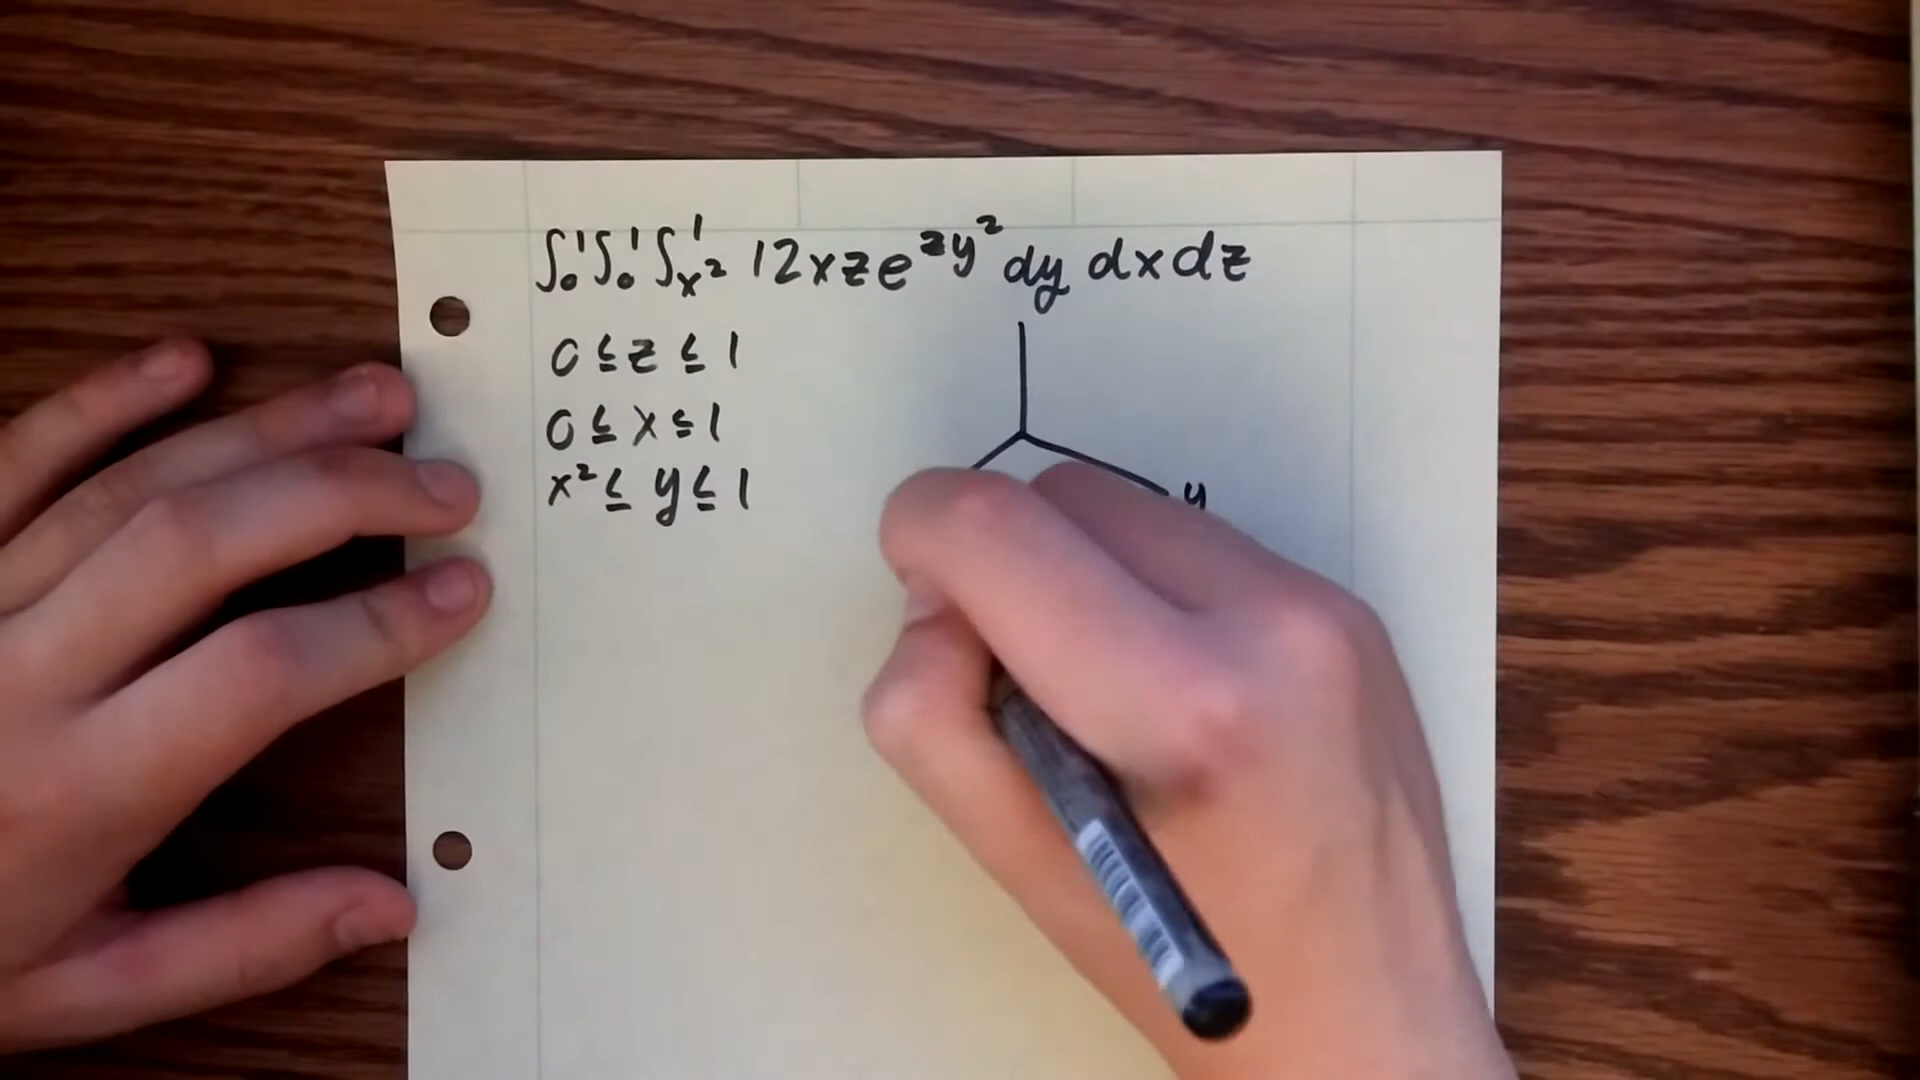 ∫₀¹∫₀¹∫ₓ²¹ 12xze^zy² dy dx dz
0 ≤ z ≤ 1
0 ≤ x ≤ 1
x² ≤ y ≤ 1
y